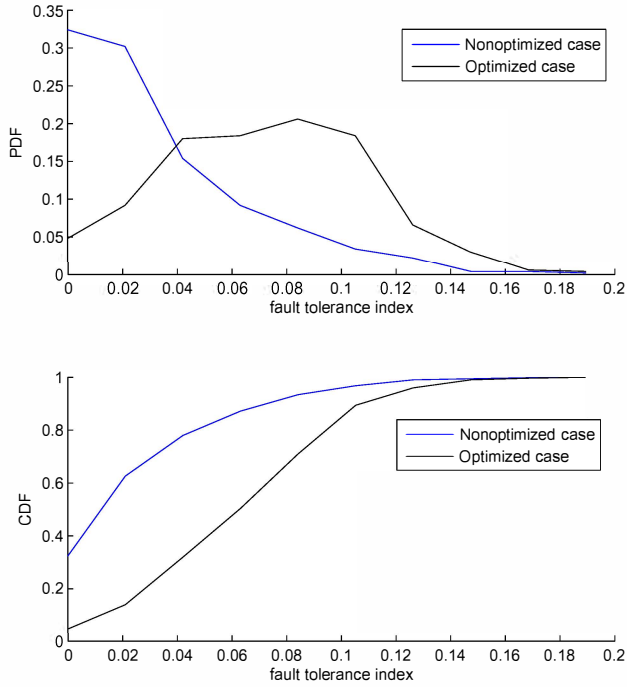 0.35
0.3
0.25
0.2
0.15
0.1
0.05
0
PDF
Nonoptimized case
Optimized case
0 0.02 0.04 0.06 0.08 0.1 0.12 0.14 0.16 0.18 0.2
fault tolerance index
1
0.8
0.6
0.4
0.2
0
CDF
Nonoptimized case
Optimized case
0 0.02 0.04 0.06 0.08 0.1 0.12 0.14 0.16 0.18 0.2
fault tolerance index